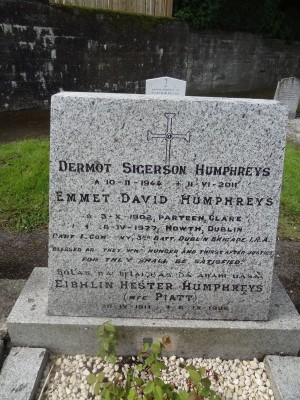 DERMOT SIGERSON HUMPHREYS
10-11-1944 + 11-VI-2011
EMMET DAVID HUMPHREYS
3-X-1902, PARTEEN, CLARE
-IV-1977, HOWTH, DUBLIN
CAPT E COMPANY, 3RD BATT. DUBLIN BRIGADE I.R.A.
BLESSED ARE THEY WHO HUNGER AND THIRST AFTER JUSTICE
FOR THEY SHALL BE SATISFIED.
EIBHLIN HESTER HUMPHREYS
(NÉE PIATT)